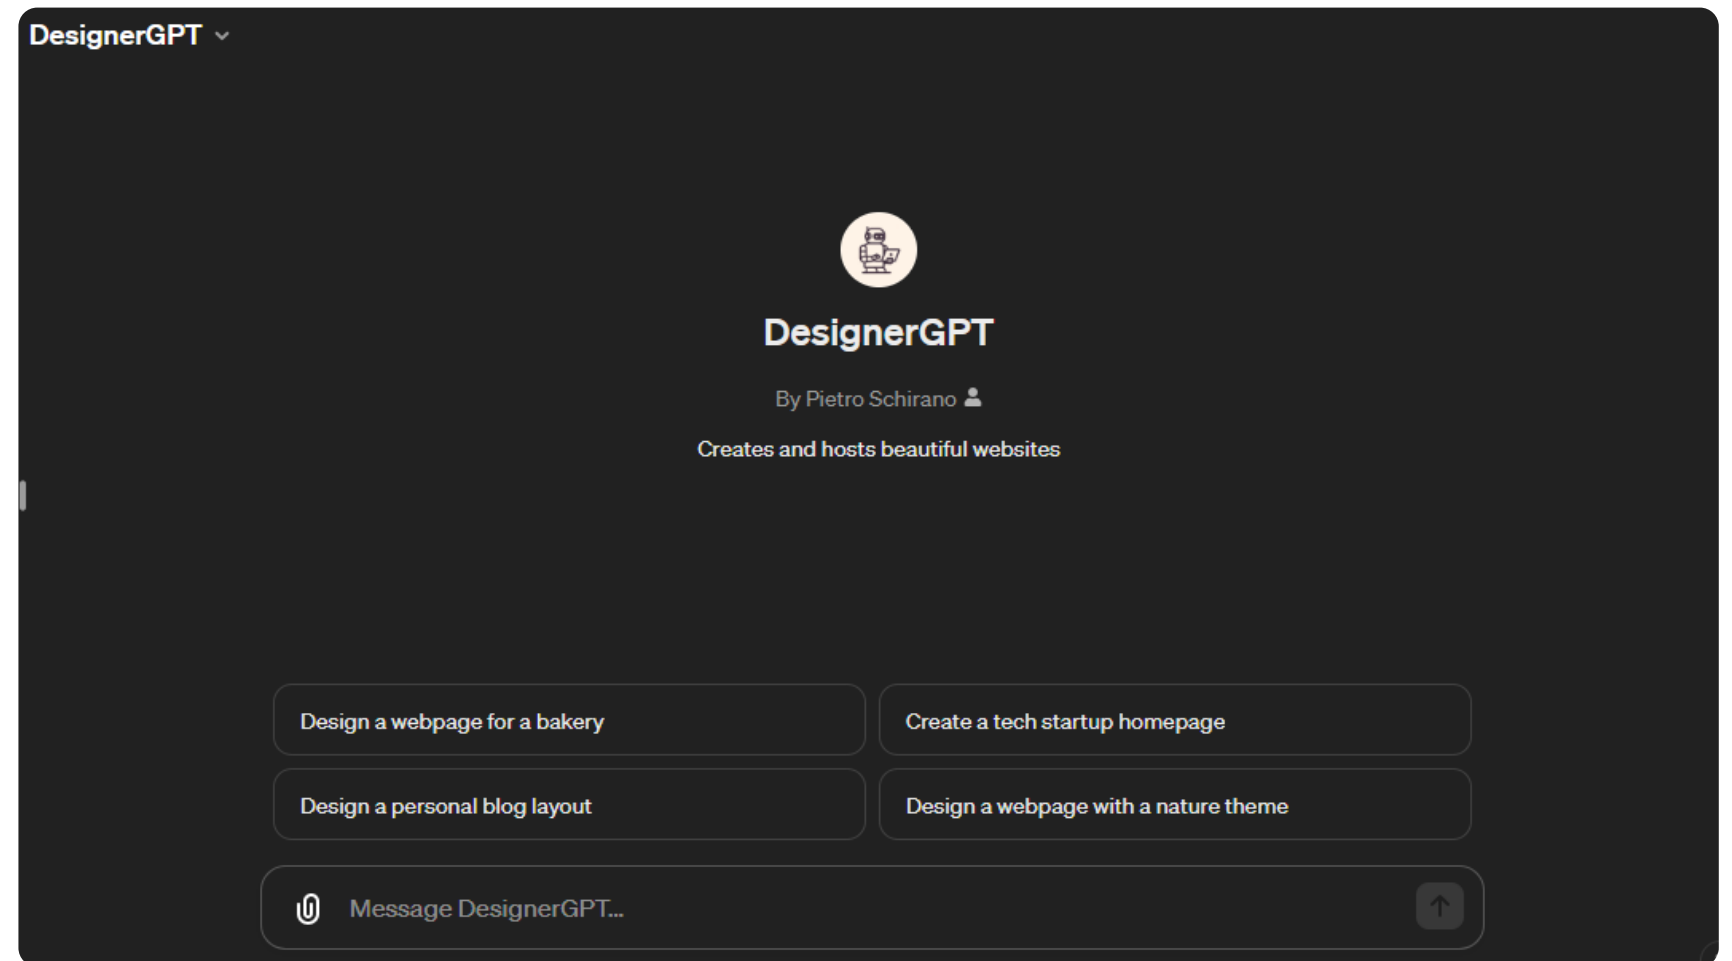 DesignerGPT
DesignerGPT
By Pietro Schirano
Creates and hosts beautiful websites
Design a webpage for a bakery
Create a tech startup homepage
Design a personal blog layout
Design a webpage with a nature theme
Message DesignerGPT...